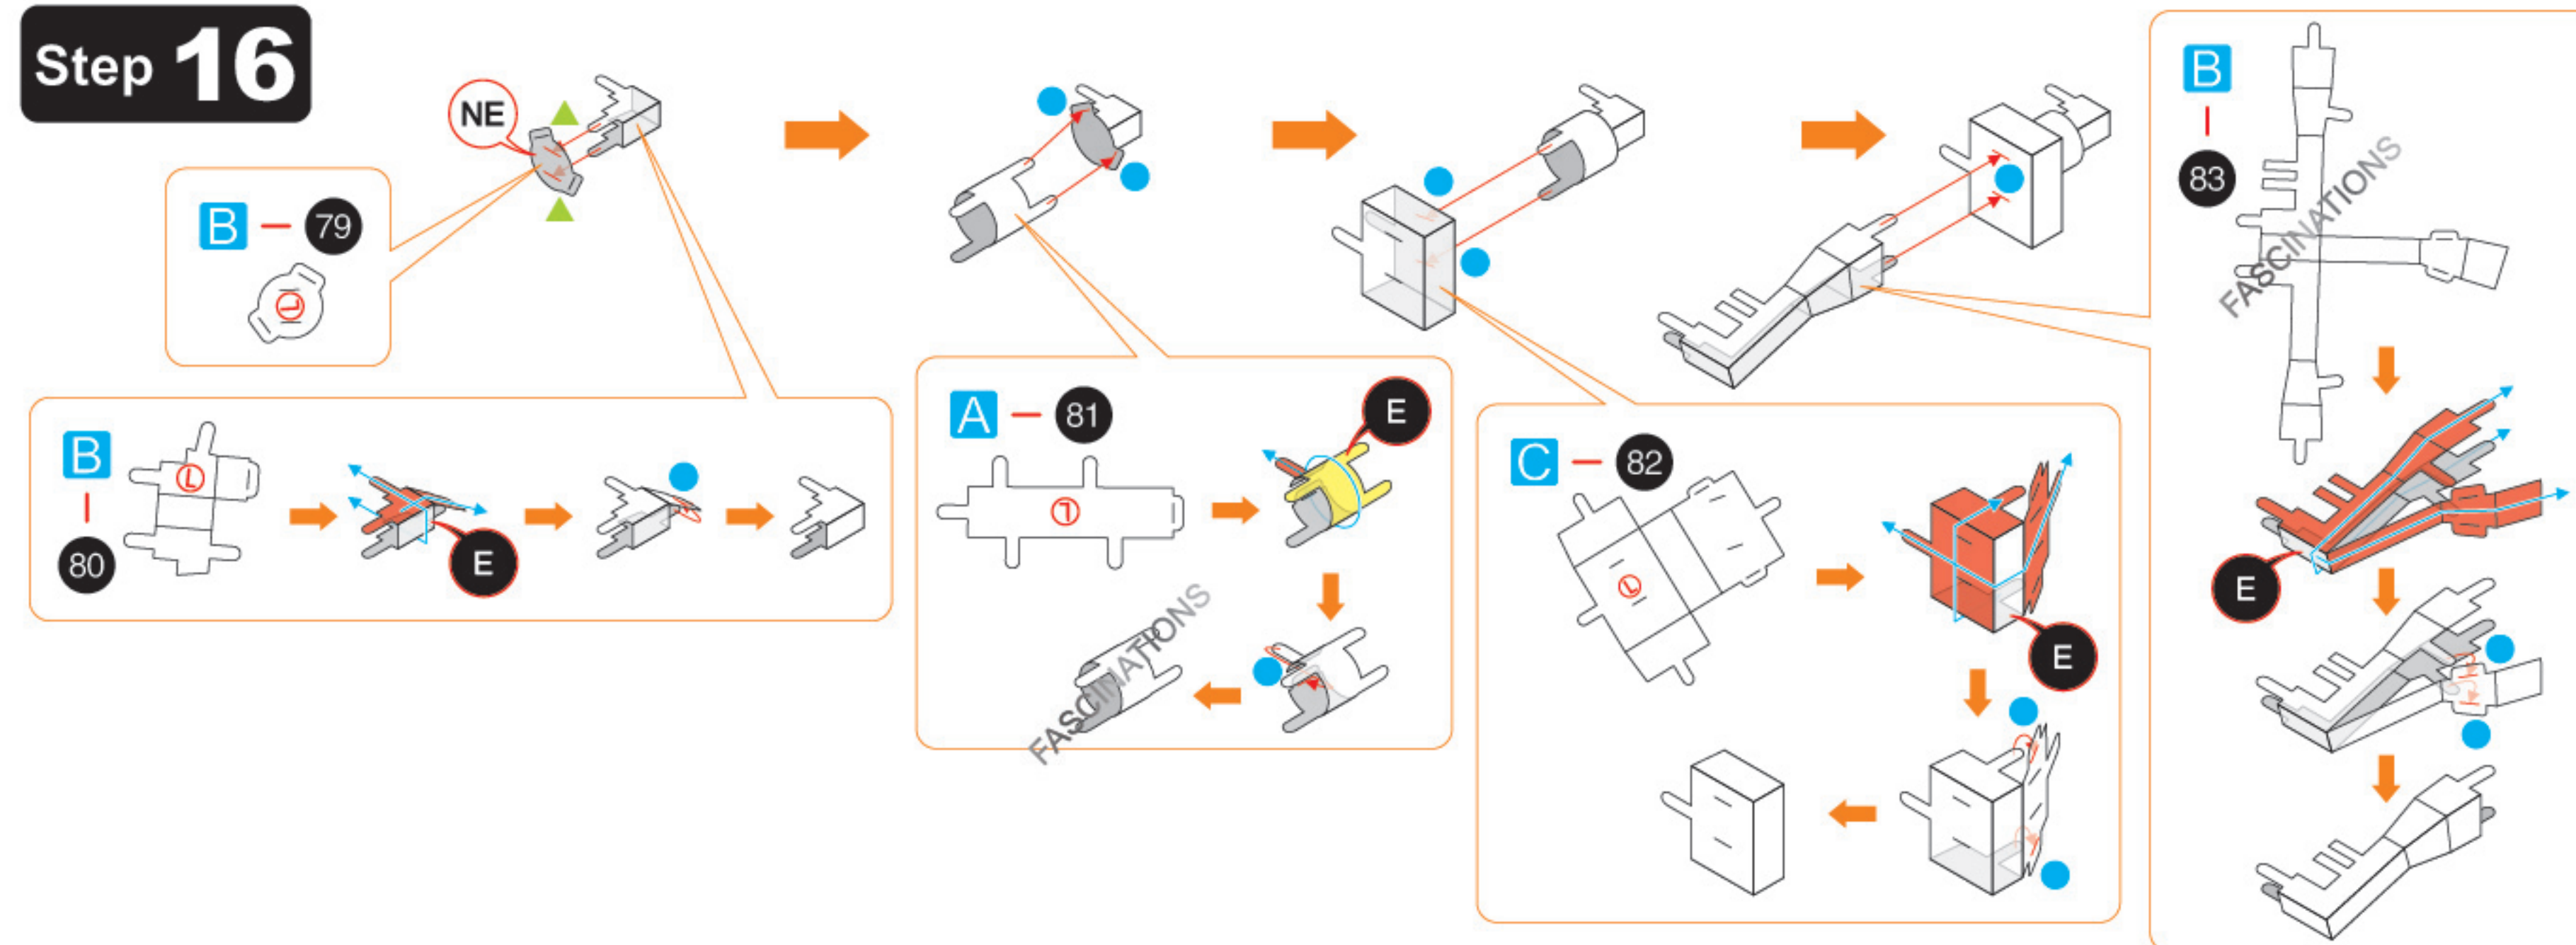 Step 16
NE
B - 79
L
B - 80
L
E
A - 81
L
E
FASCINATIONS
C - 82
L
E
B - 83
FASCINATIONS
E